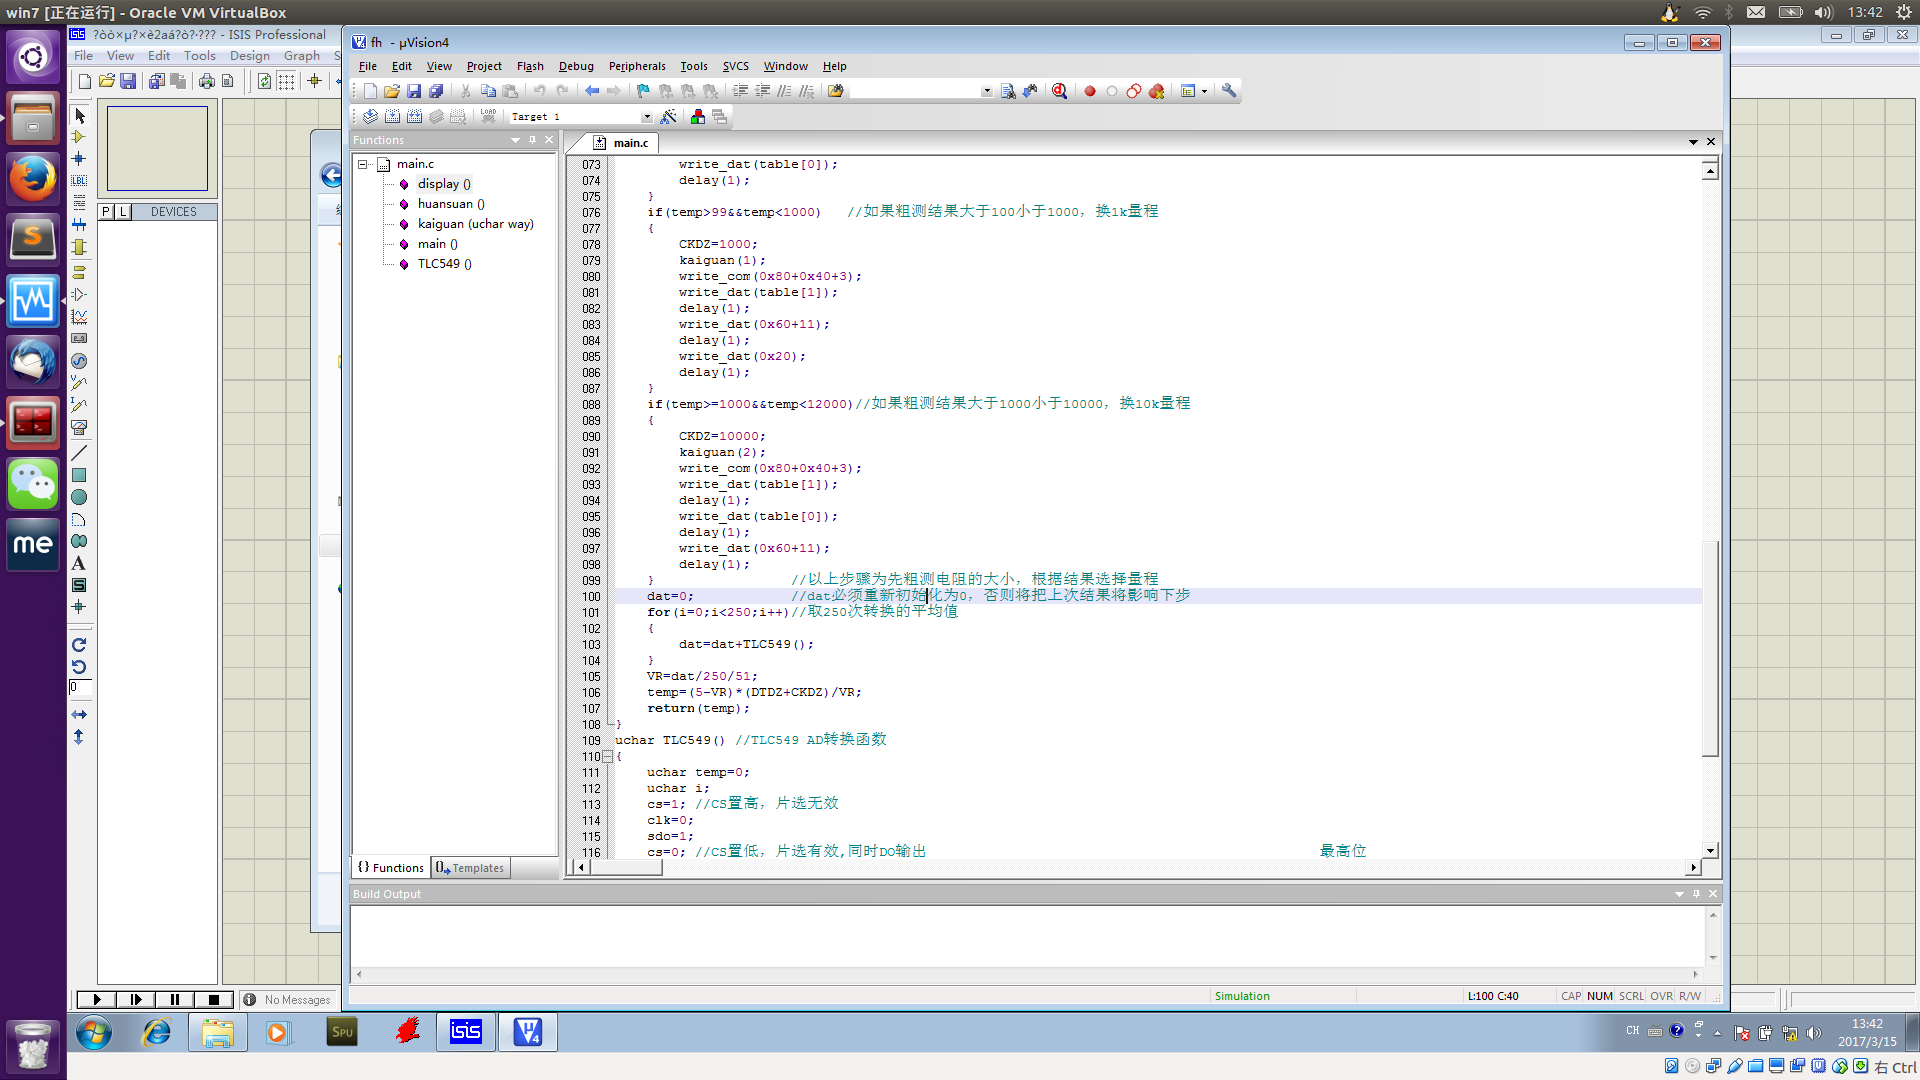 win7 [正在运行] - Oracle VM VirtualBox
13:42
ISIS Professional
File View Edit Tools Design Graph S
fh - µVision4
File Edit View Project Flash Debug Peripherals Tools SVCS Window Help
Target 1
Functions
main.c
display ()
huansuan ()
kaiguan (uchar way)
main ()
TLC549 ()
Functions
Templates
P L DEVICES
LBL
A
S
0
me
main.c
073 write_dat(table[0]);
074 delay(1);
075 }
076 if(temp>99&&temp<1000) //如果粗测结果大于100小于1000，换1k量程
077 {
078 CKDZ=1000;
079 kaiguan(1);
080 write_com(0x80+0x40+3);
081 write_dat(table[1]);
082 delay(1);
083 write_dat(0x60+11);
084 delay(1);
085 write_dat(0x20);
086 delay(1);
087 }
088 if(temp>=1000&&temp<12000)//如果粗测结果大于1000小于10000，换10k量程
089 {
090 CKDZ=10000;
091 kaiguan(2);
092 write_com(0x80+0x40+3);
093 write_dat(table[1]);
094 delay(1);
095 write_dat(table[0]);
096 delay(1);
097 write_dat(0x60+11);
098 delay(1);
099 } //以上步骤为先粗测电阻的大小，根据结果选择量程
100 dat=0; //dat必须重新初始化为0，否则将把上次结果将影响下步
101 for(i=0;i<250;i++)//取250次转换的平均值
102 {
103 dat=dat+TLC549();
104 }
105 VR=dat/250/51;
106 temp=(5-VR)*(DTDZ+CKDZ)/VR;
107 return(temp);
108 }
109 uchar TLC549() //TLC549 AD转换函数
110 {
111 uchar temp=0;
112 uchar i;
113 cs=1; //CS置高，片选无效
114 clk=0;
115 sdo=1;
116 cs=0; //CS置低，片选有效,同时DO输出 最高位
Build Output
Simulation
L:100 C:40
CAP NUM SCRL OVR R/W
No Messages
SPU
isis
CH
13:42
2017/3/15
右 Ctrl